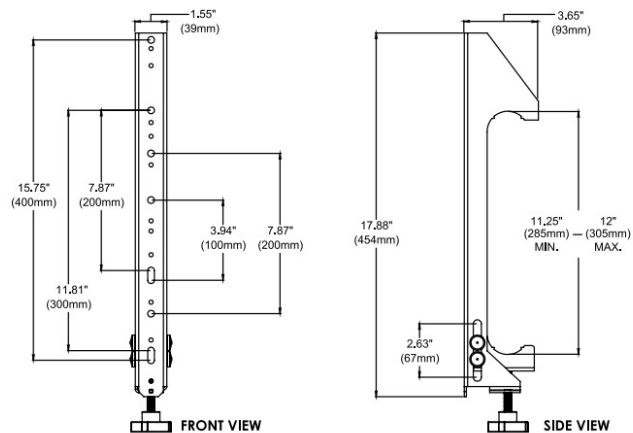 1.55"
(39mm)
15.75"
(400mm)
7.87"
(200mm)
3.94"
(100mm)
7.87"
(200mm)
11.81"
(300mm)
FRONT VIEW
3.65"
(93mm)
17.88"
(454mm)
11.25" 12"
(285mm) — (305mm)
MIN. MAX.
2.63"
(67mm)
SIDE VIEW